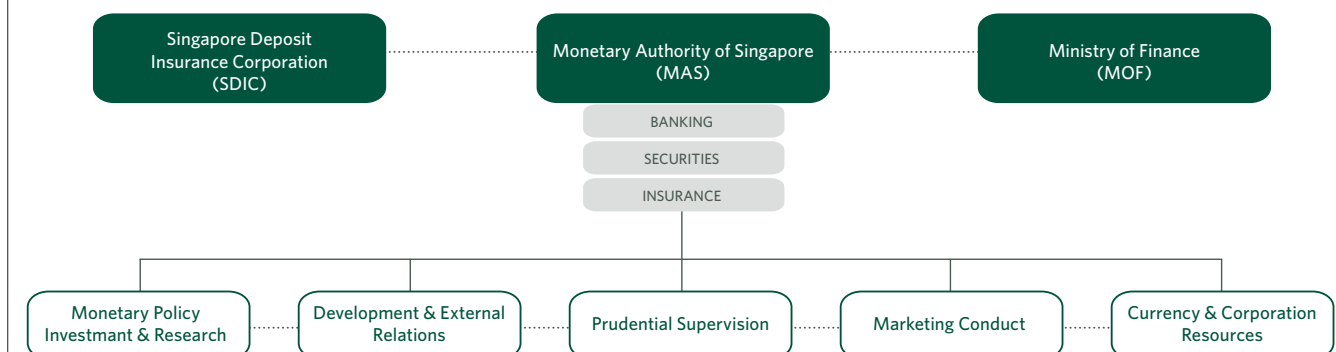 Singapore Deposit
Insurance Corporation
(SDIC)
Monetary Authority of Singapore
(MAS)
Ministry of Finance
(MOF)
BANKING
SECURITIES
INSURANCE
Monetary Policy
Investmant & Research
Development & External
Relations
Prudential Supervision
Marketing Conduct
Currency & Corporation
Resources